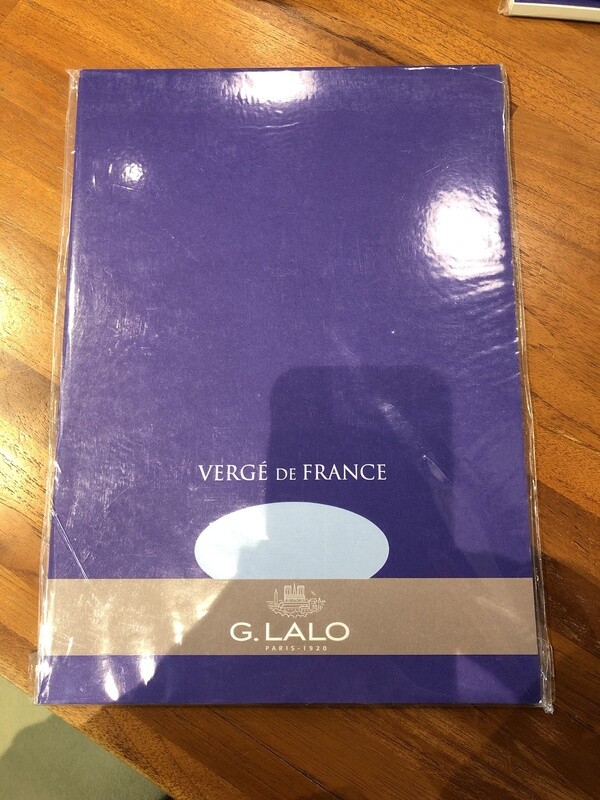 VERGÉ DE FRANCE
G. LALO
PARIS-1920